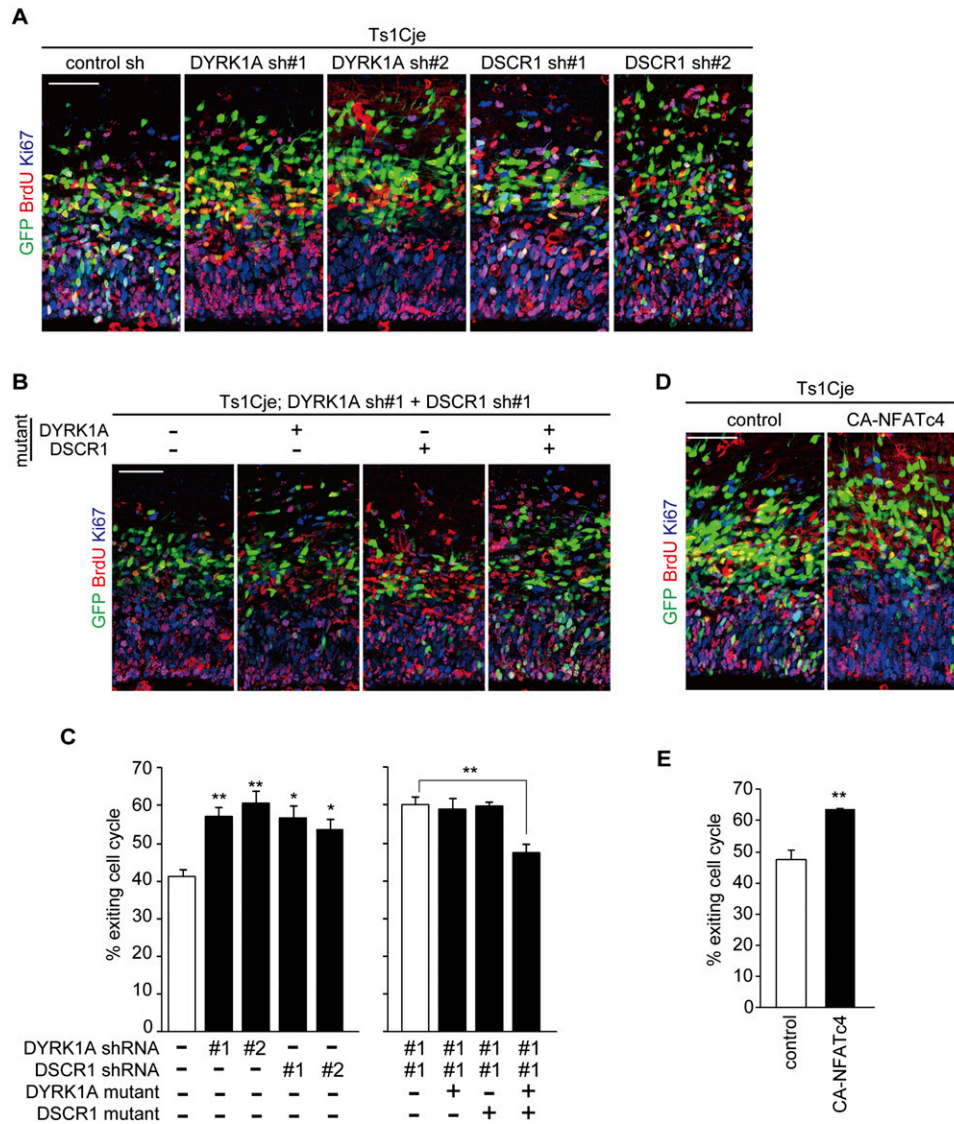 A
Ts1Cje
control sh DYRK1A sh#1 DYRK1A sh#2 DSCR1 sh#1 DSCR1 sh#2
GFP BrdU Ki67
B
Ts1Cje; DYRK1A sh#1 + DSCR1 sh#1
mutant
DYRK1A - + - +
DSCR1 - - + +
GFP BrdU Ki67
D
Ts1Cje
control CA-NFATc4
GFP BrdU Ki67
C
% exiting cell cycle
70
60
50
40
30
20
10
0
** ** * *
**
DYRK1A shRNA - #1 #2 - - #1 #1 #1 #1
DSCR1 shRNA - - - #1 #2 #1 #1 #1 #1
DYRK1A mutant - - - - - - + - +
DSCR1 mutant - - - - - - - + +
E
% exiting cell cycle
70
60
50
40
30
20
10
0
**
control
CA-NFATc4